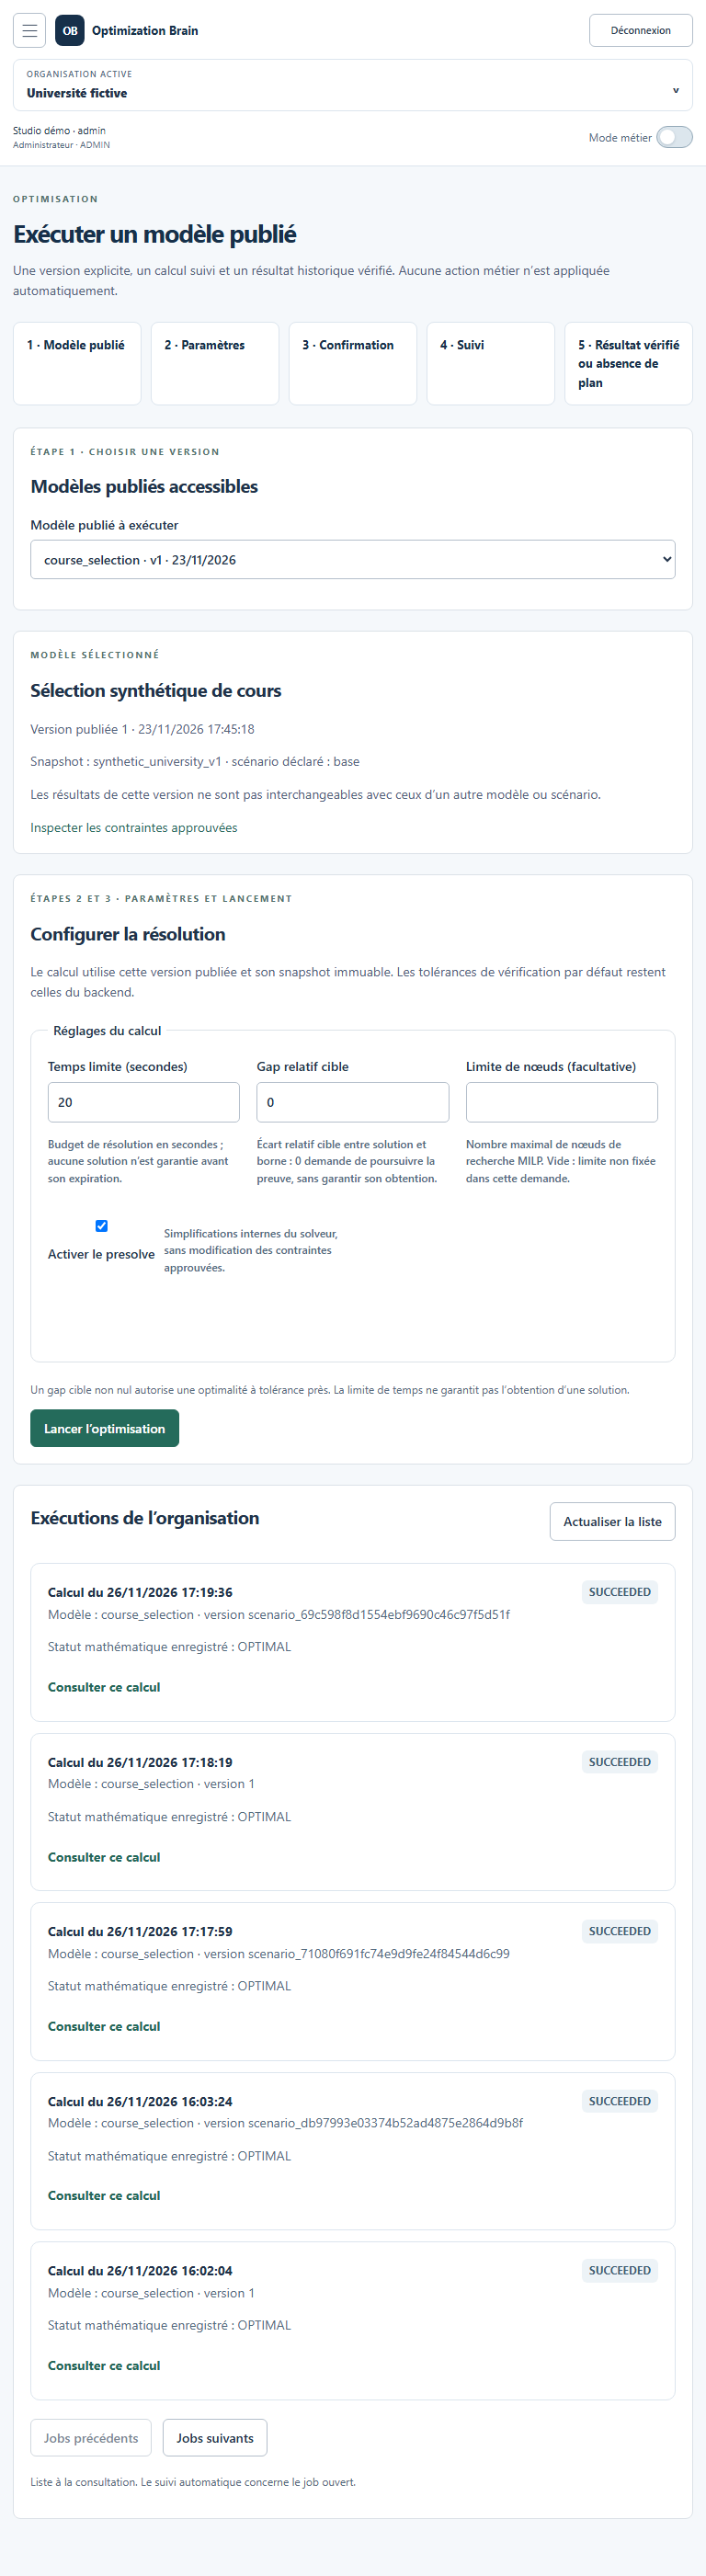 OB Optimization Brain
Déconnexion
ORGANISATION ACTIVE
Université fictive
v
Studio démo · admin
Administrateur · ADMIN
Mode métier
OPTIMISATION
Exécuter un modèle publié
Une version explicite, un calcul suivi et un résultat historique vérifié. Aucune action métier n’est appliquée
automatiquement.
1 · Modèle publié
2 · Paramètres
3 · Confirmation
4 · Suivi
5 · Résultat vérifié
ou absence de
plan
ÉTAPE 1 · CHOISIR UNE VERSION
Modèles publiés accessibles
Modèle publié à exécuter
course_selection · v1 · 23/11/2026
MODÈLE SÉLECTIONNÉ
Sélection synthétique de cours
Version publiée 1 · 23/11/2026 17:45:18
Snapshot : synthetic_university_v1 · scénario déclaré : base
Les résultats de cette version ne sont pas interchangeables avec ceux d’un autre modèle ou scénario.
Inspecter les contraintes approuvées
ÉTAPES 2 ET 3 · PARAMÈTRES ET LANCEMENT
Configurer la résolution
Le calcul utilise cette version publiée et son snapshot immuable. Les tolérances de vérification par défaut restent
celles du backend.
Réglages du calcul
Temps limite (secondes)
20
Budget de résolution en secondes ;
aucune solution n’est garantie avant
son expiration.
Gap relatif cible
0
Écart relatif cible entre solution et
borne : 0 demande de poursuivre la
preuve, sans garantir son obtention.
Limite de nœuds (facultative)
Nombre maximal de nœuds de
recherche MILP. Vide : limite non fixée
dans cette demande.
Activer le presolve
Simplifications internes du solveur,
sans modification des contraintes
approuvées.
Un gap cible non nul autorise une optimalité à tolérance près. La limite de temps ne garantit pas l’obtention d’une solution.
Lancer l’optimisation
Exécutions de l’organisation
Actualiser la liste
Calcul du 26/11/2026 17:19:36
SUCCEEDED
Modèle : course_selection · version scenario_69c598f8d1554ebf9690c46c97f5d51f
Statut mathématique enregistré : OPTIMAL
Consulter ce calcul
Calcul du 26/11/2026 17:18:19
SUCCEEDED
Modèle : course_selection · version 1
Statut mathématique enregistré : OPTIMAL
Consulter ce calcul
Calcul du 26/11/2026 17:17:59
SUCCEEDED
Modèle : course_selection · version scenario_71080f691fc74e9d9fe24f84544d6c99
Statut mathématique enregistré : OPTIMAL
Consulter ce calcul
Calcul du 26/11/2026 16:03:24
SUCCEEDED
Modèle : course_selection · version scenario_db97993e03374b52ad4875e2864d9b8f
Statut mathématique enregistré : OPTIMAL
Consulter ce calcul
Calcul du 26/11/2026 16:02:04
SUCCEEDED
Modèle : course_selection · version 1
Statut mathématique enregistré : OPTIMAL
Consulter ce calcul
Jobs précédents
Jobs suivants
Liste à la consultation. Le suivi automatique concerne le job ouvert.